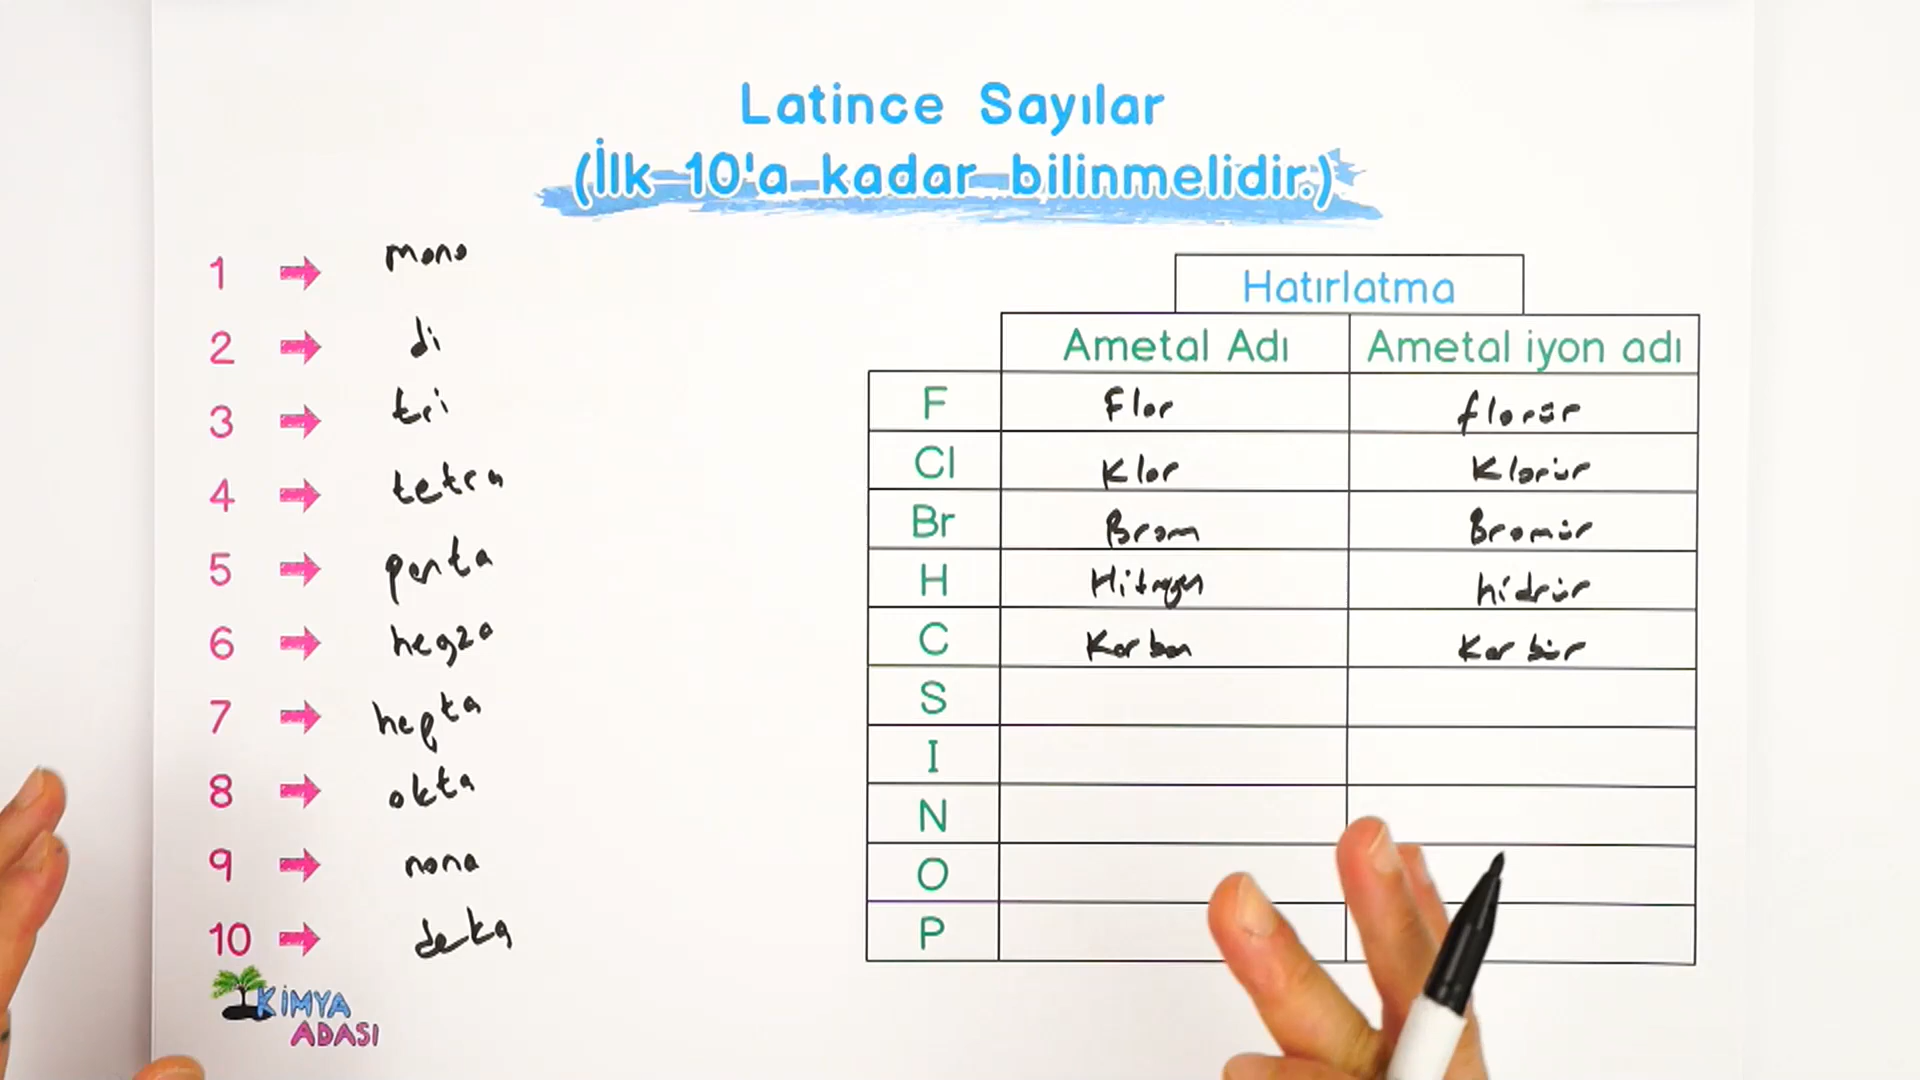 Latince Sayılar
(İlk 10'a kadar bilinmelidir.)
1 mono
2 di
3 tri
4 tetra
5 penta
6 hegza
7 hepta
8 okta
9 nona
10 deka
KİMYA
ADASI
Hatırlatma
Ametal Adı Ametal iyon adı
F Flor florür
Cl Klor Klorür
Br Brom Bromür
H hidrür
C Karbon Karbür
S
I
N
O
P